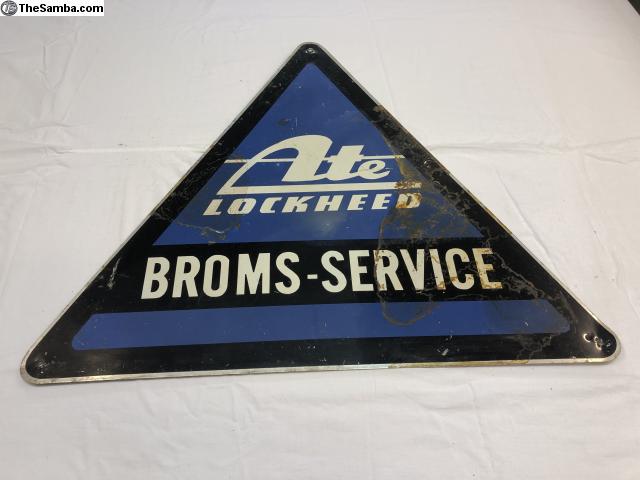 TheSamba.com
Ate
LOCKHEED
BROMS-SERVICE